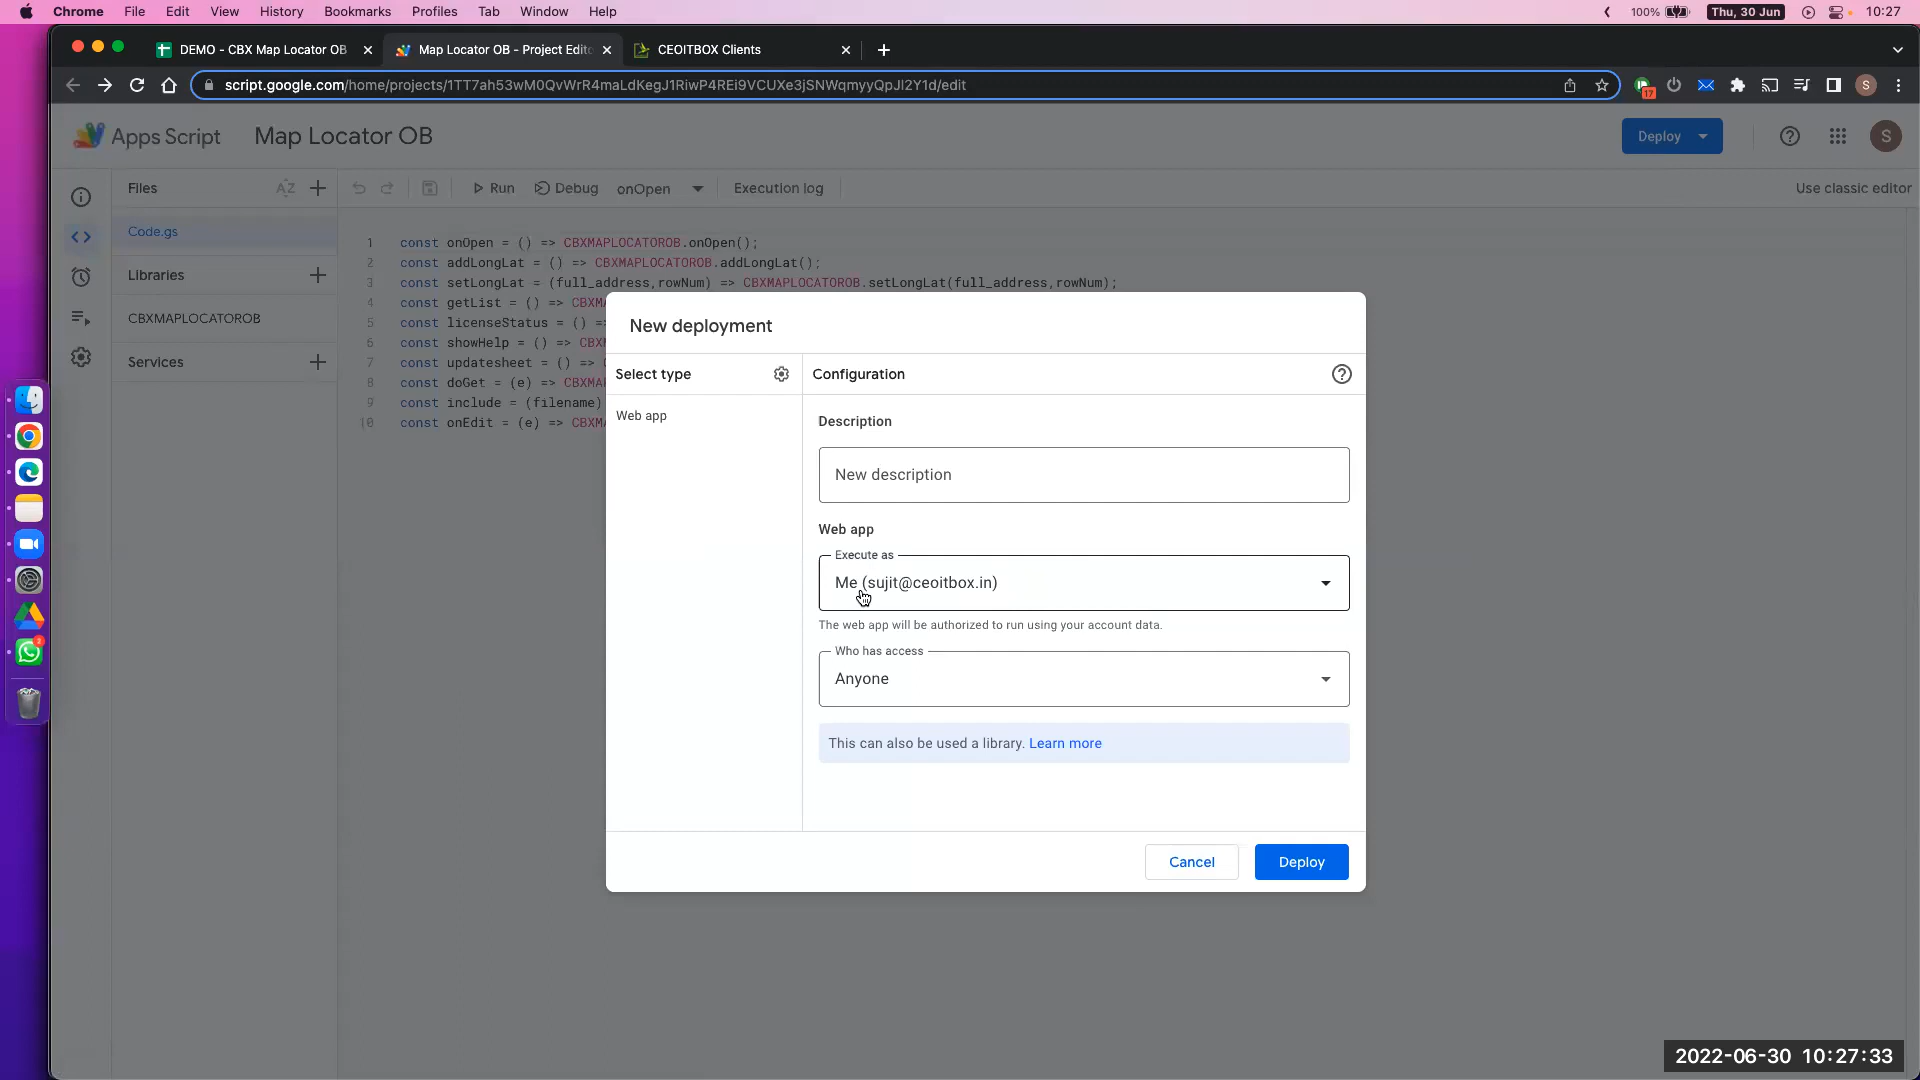 Chrome File Edit View History Bookmarks Profiles Tab Window Help 100% Thu, 30 Jun 10:27
DEMO - CBX Map Locator OB Map Locator OB - Project Edito CEOITBOX Clients
script.google.com/home/projects/1TT7ah53wM0QvWrR4maLdKegJ1RiwP4REi9VCUXe3jSNWqmyyQpJl2Y1d/edit 17 S
Apps Script Map Locator OB Deploy S
Files AZ Run Debug onOpen Execution log Use classic editor
Code.gs
Libraries
CBXMAPLOCATOROB
Services
1 const onOpen = () => CBXMAPLOCATOROB.onOpen();
2 const addLongLat = () => CBXMAPLOCATOROB.addLongLat();
3 const setLongLat = (full_address,rowNum) => CBXMAPLOCATOROB.setLongLat(full_address,rowNum);
4 const getList = () => CBXMA
5 const licenseStatus = () =>
6 const showHelp = () => CBXM
7 const updatesheet = () =>
8 const doGet = (e) => CBXMA
9 const include = (filename)
10 const onEdit = (e) => CBXMA
New deployment
Select type
Web app
Configuration
Description
New description
Web app
Execute as
Me (sujit@ceoitbox.in)
The web app will be authorized to run using your account data.
Who has access
Anyone
This can also be used a library. Learn more
Cancel Deploy
2022-06-30 10:27:33